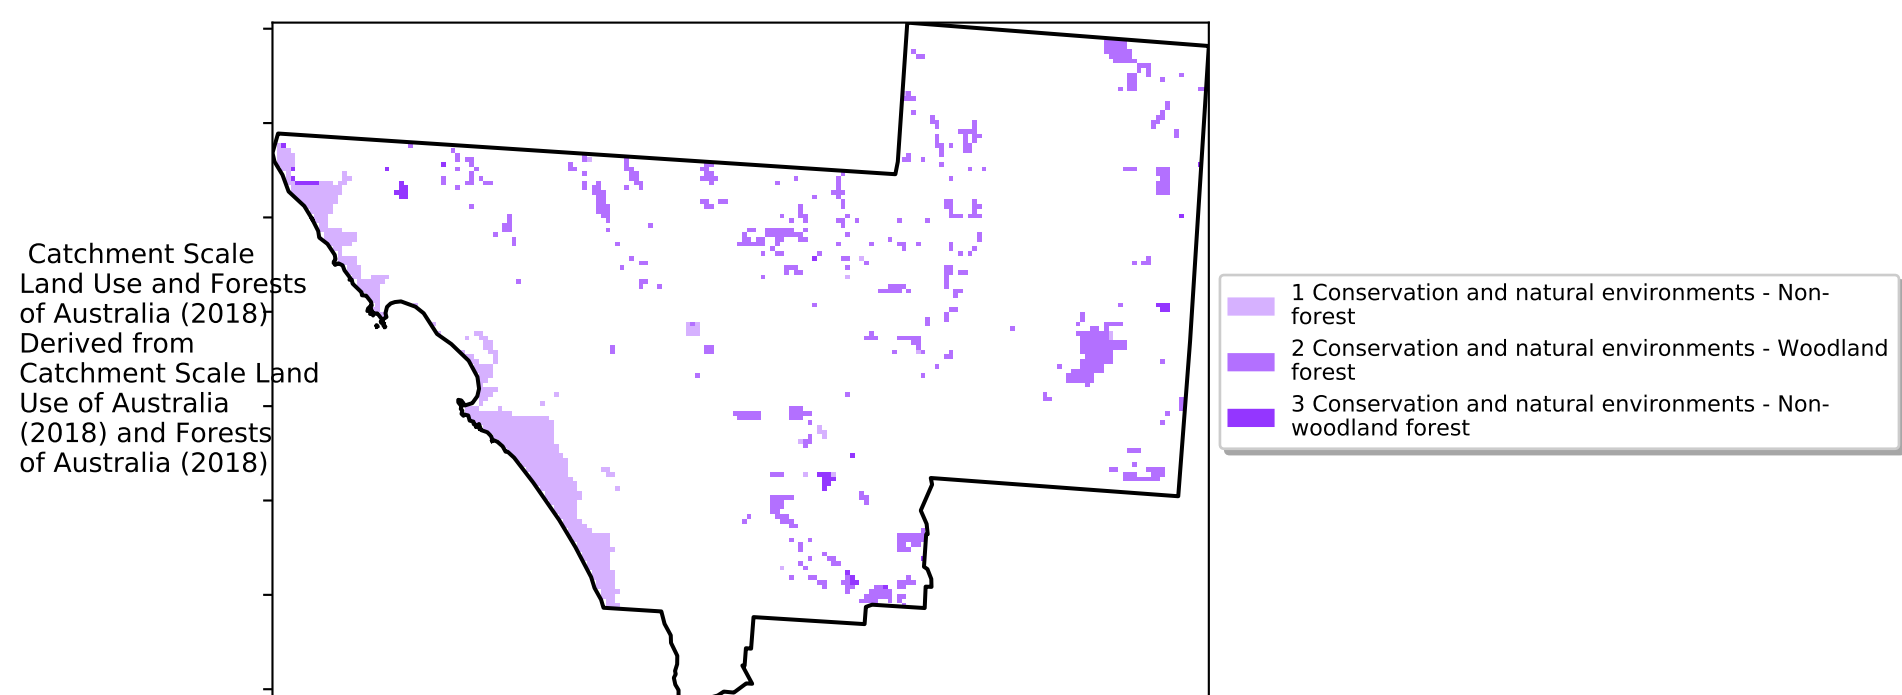 Catchment Scale
Land Use and Forests
of Australia (2018)
Derived from
Catchment Scale Land
Use of Australia
(2018) and Forests
of Australia (2018)
1 Conservation and natural environments - Non-
forest
2 Conservation and natural environments - Woodland
forest
3 Conservation and natural environments - Non-
woodland forest